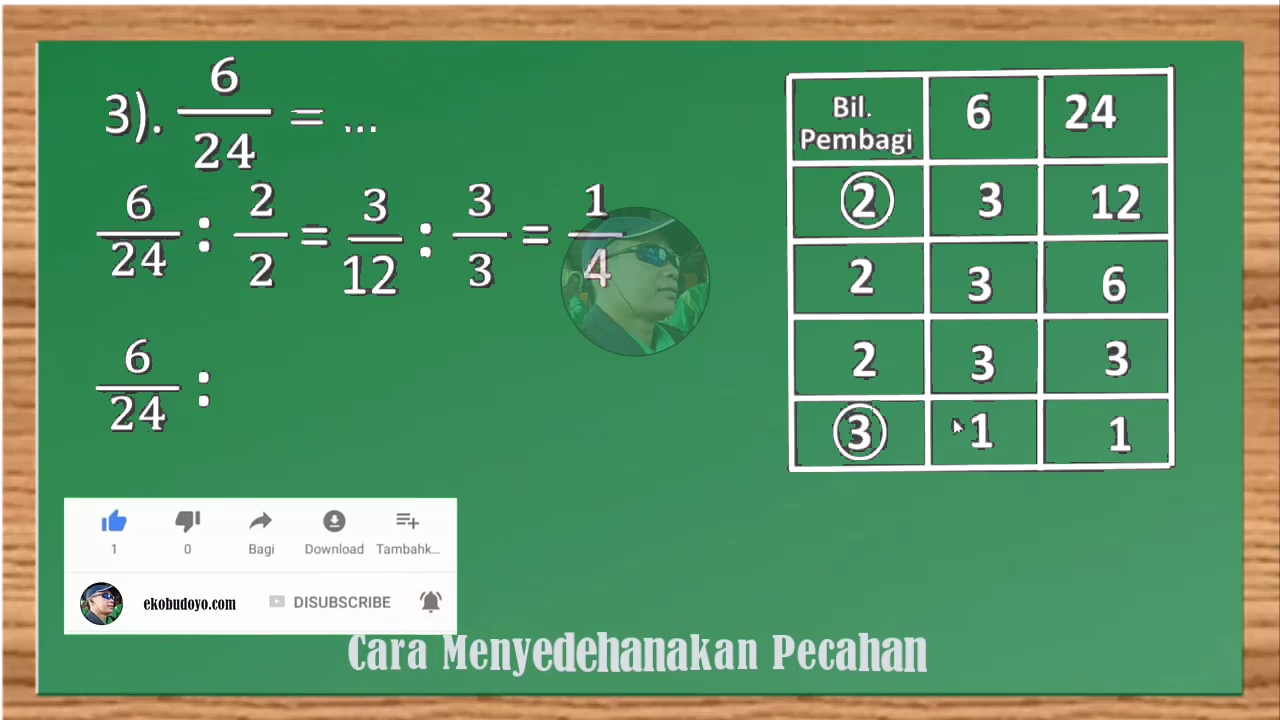 3). 6/24 = ...
6/24 : 2/2 = 3/12 : 3/3 = 1/4
6/24 :
Bil. Pembagi 6 24
2 3 12
2 3 6
2 3 3
3 1 1
1 0 Bagi Download Tambahk...
ekobudoyo.com DISUBSCRIBE
Cara Menyedehanakan Pecahan